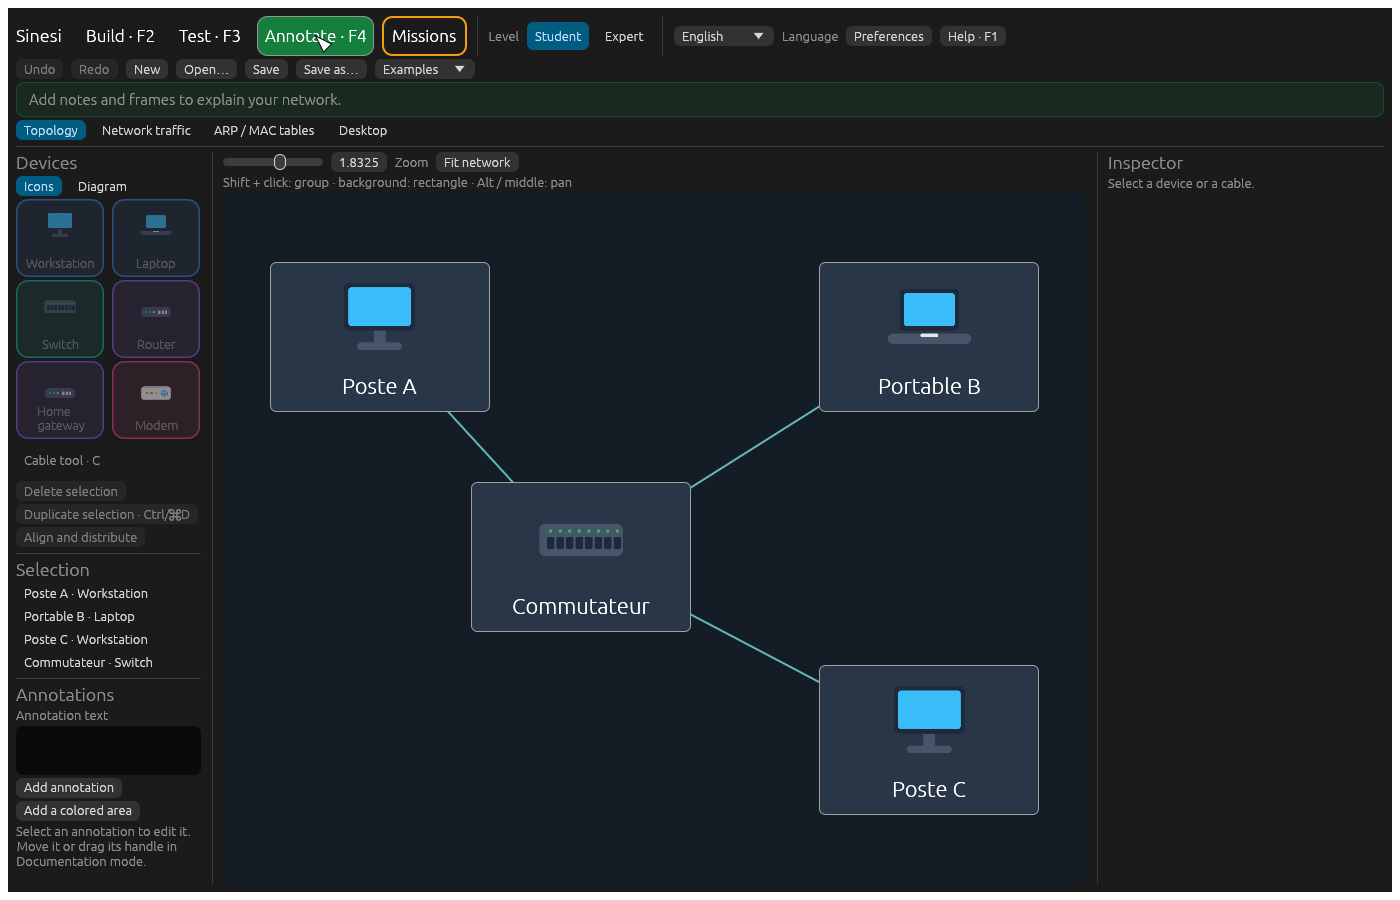 Sinesi Build · F2 Test · F3 Annotate · F4 Missions Level Student Expert English Language Preferences Help · F1
Undo Redo New Open... Save Save as... Examples
Add notes and frames to explain your network.
Topology Network traffic ARP / MAC tables Desktop
Devices
Icons Diagram
Workstation Laptop
Switch Router
Home gateway Modem
Cable tool · C
Delete selection
Duplicate selection · Ctrl/⌘D
Align and distribute
Selection
Poste A · Workstation
Portable B · Laptop
Poste C · Workstation
Commutateur · Switch
Annotations
Annotation text
Add annotation
Add a colored area
Select an annotation to edit it.
Move it or drag its handle in
Documentation mode.
1.8325 Zoom Fit network
Shift + click: group · background: rectangle · Alt / middle: pan
Poste A
Portable B
Commutateur
Poste C
Inspector
Select a device or a cable.